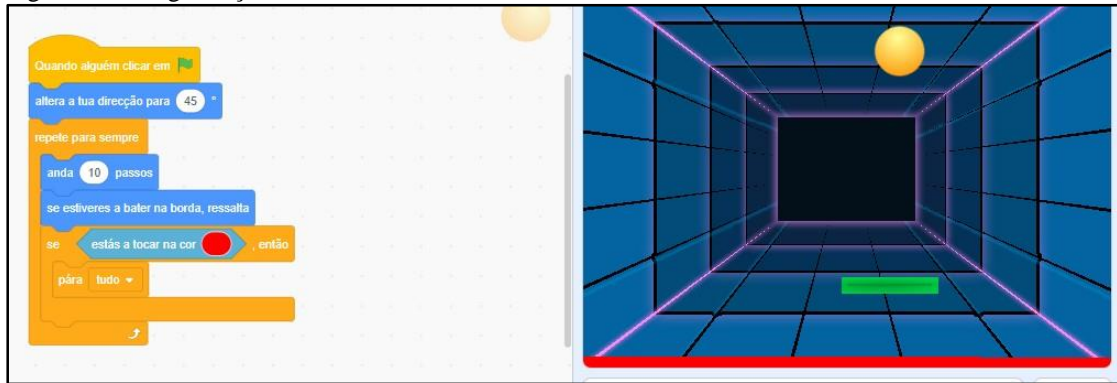 Quando alguém clicar em
altera a tua direcção para 45 °
repete para sempre
anda 10 passos
se estiveres a bater na borda, ressalta
se estás a tocar na cor , então
pára tudo